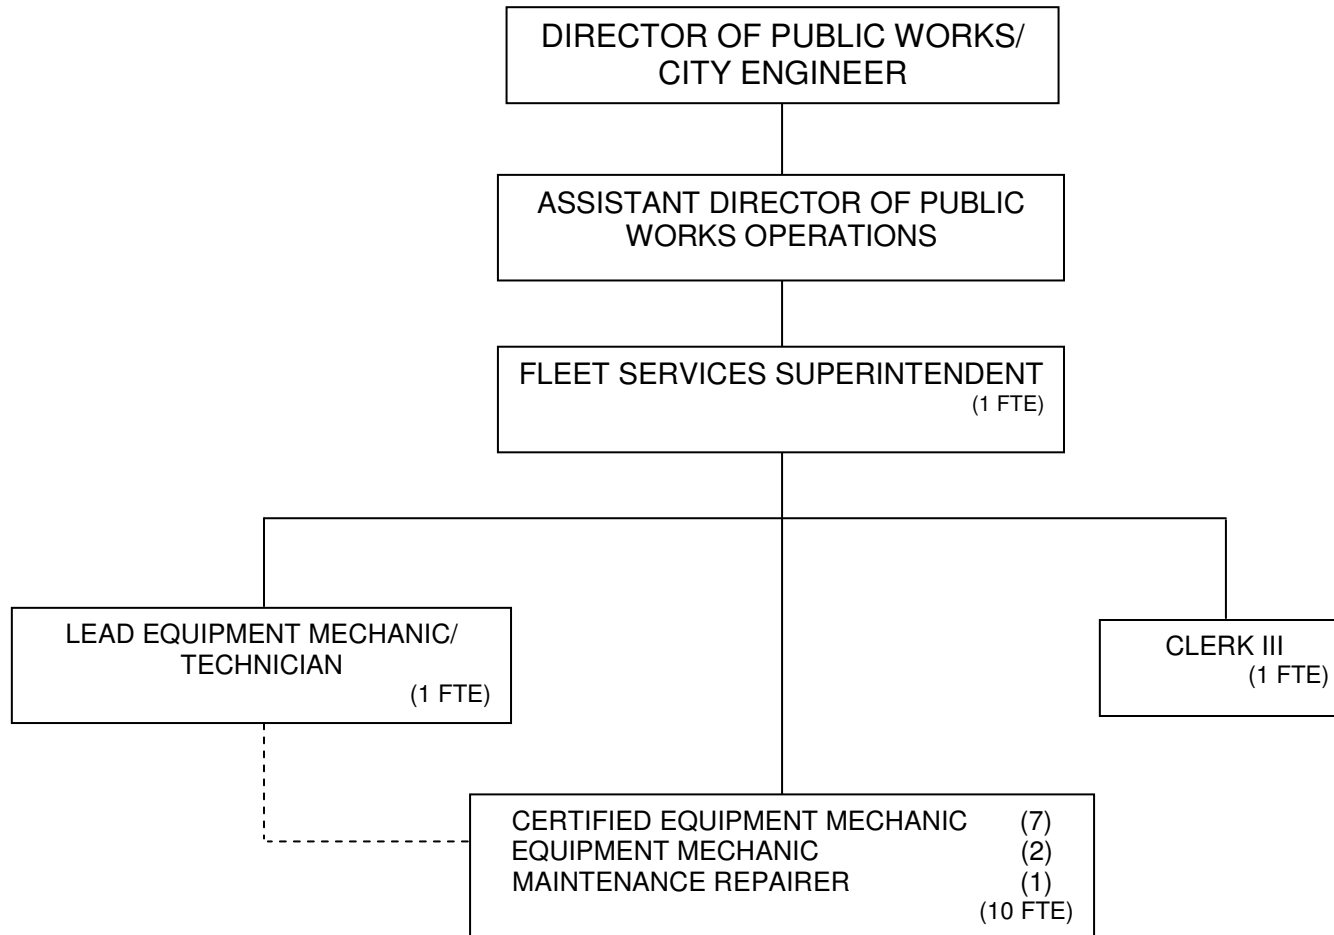 DIRECTOR OF PUBLIC WORKS/
CITY ENGINEER
ASSISTANT DIRECTOR OF PUBLIC
WORKS OPERATIONS
FLEET SERVICES SUPERINTENDENT
(1 FTE)
LEAD EQUIPMENT MECHANIC/
TECHNICIAN
(1 FTE)
CLERK III
(1 FTE)
CERTIFIED EQUIPMENT MECHANIC (7)
EQUIPMENT MECHANIC (2)
MAINTENANCE REPAIRER (1)
(10 FTE)